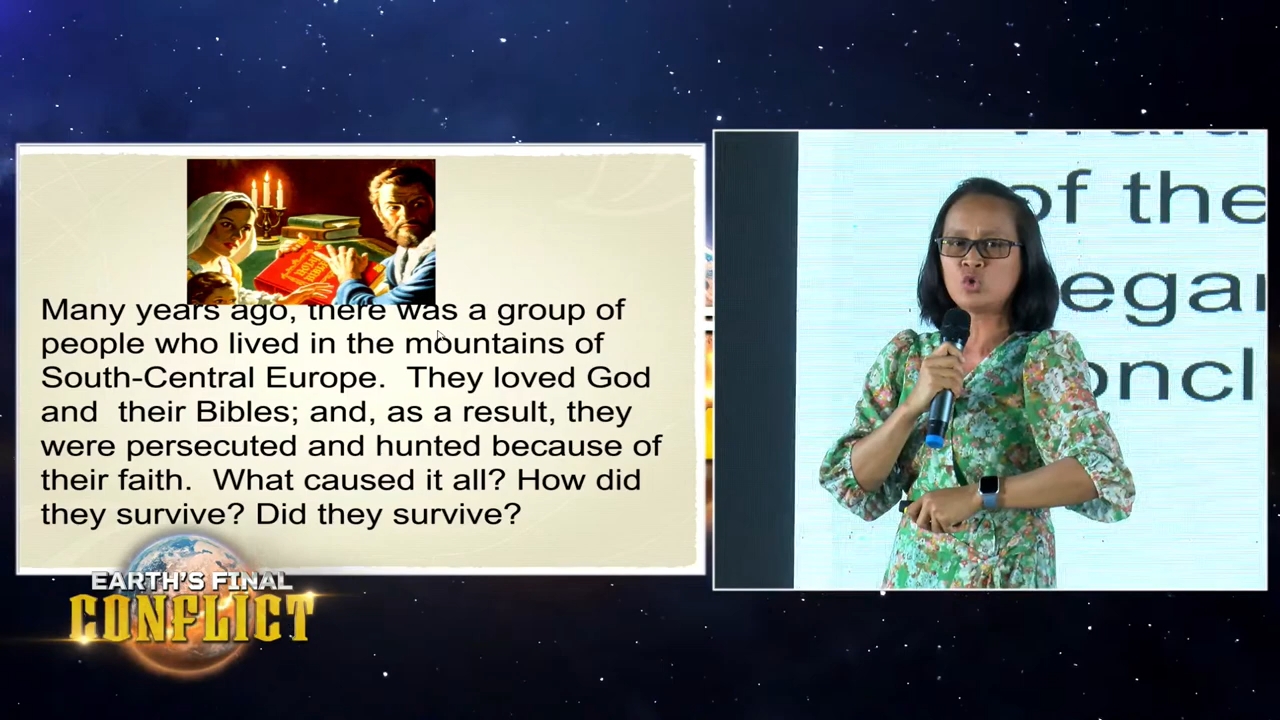 HOLY
BIBLE
Many years ago, there was a group of
people who lived in the mountains of
South-Central Europe.  They loved God
and  their Bibles; and, as a result, they
were persecuted and hunted because of
their faith.  What caused it all? How did
they survive? Did they survive?
EARTH'S FINAL
CONFLICT
of the